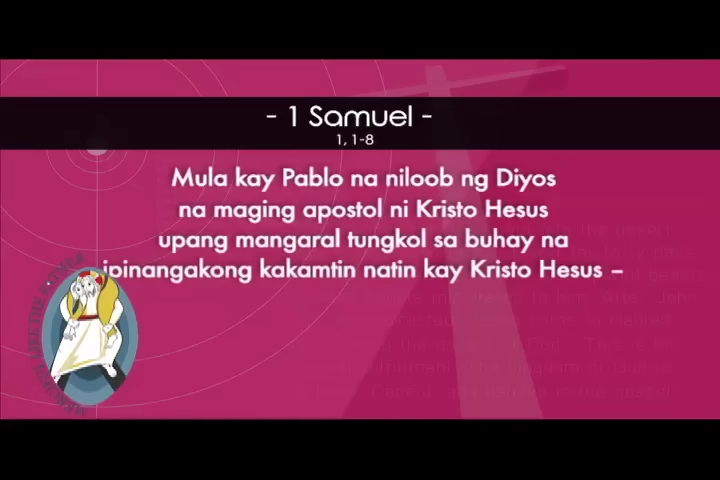 - 1 Samuel -
1, 1-8
Mula kay Pablo na niloob ng Diyos
na maging apostol ni Kristo Hesus
upang mangaral tungkol sa buhay na
ipinangakong kakamtin natin kay Kristo Hesus –